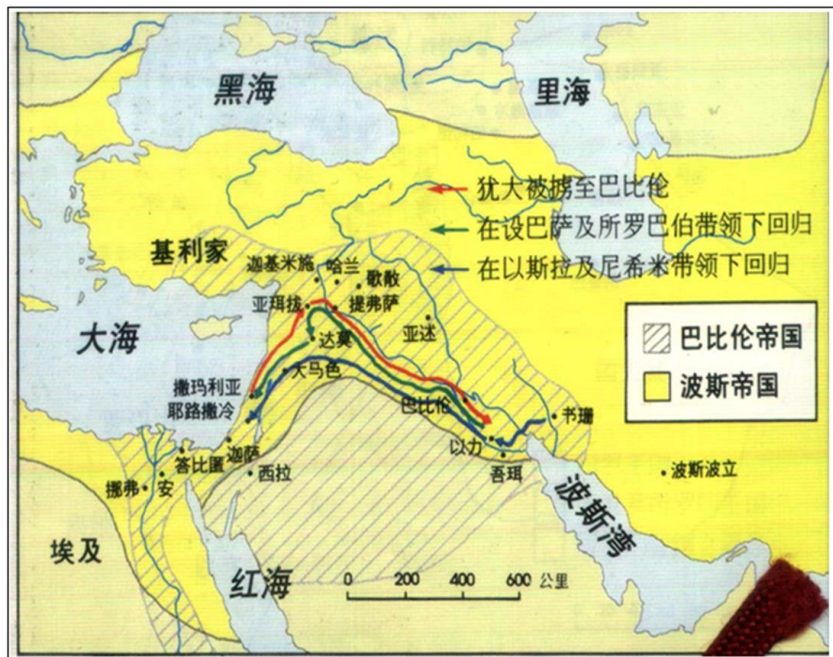 黑海
里海
犹大被掳至巴比伦
在设巴萨及所罗巴伯带领下回归
在以斯拉及尼希米带领下回归
基利家
迦基米施
哈兰
歌散
亚珥拔
提弗萨
大海
达莫
亚述
巴比伦帝国
波斯帝国
大马色
撒玛利亚
耶路撒冷
巴比伦
书珊
以力
吾珥
波斯波立
迦萨
答比匿
西拉
挪弗
安
波斯湾
埃及
红海
0 200 400 600 公里